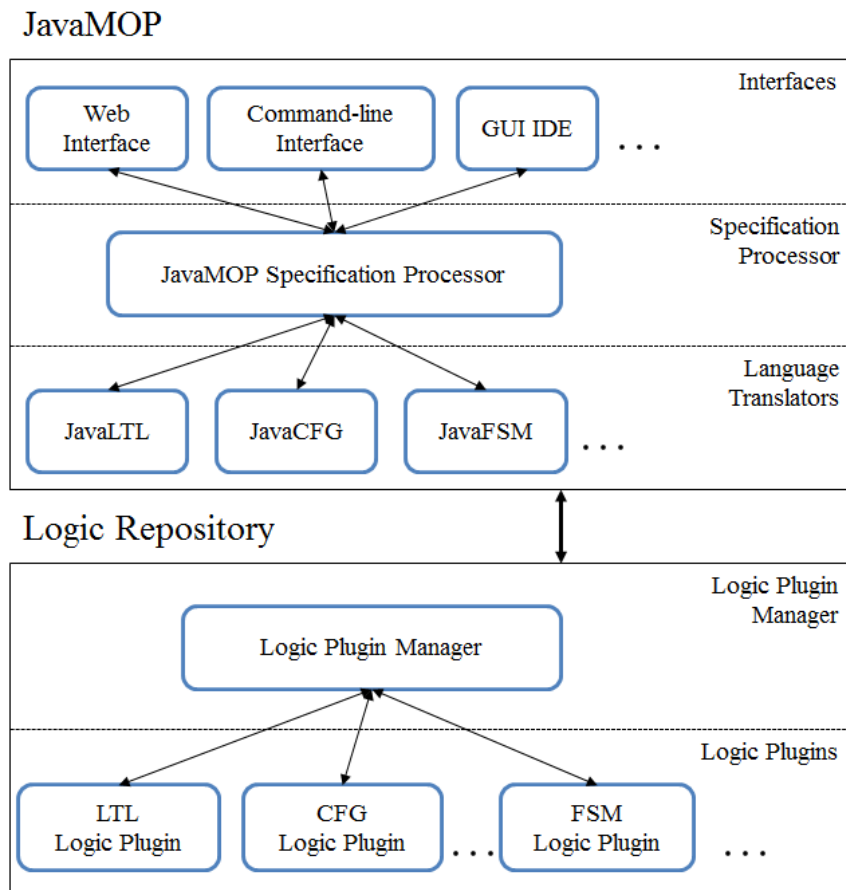 JavaMOP
Interfaces
Web
Interface
Command-line
Interface
GUI IDE
. . .
Specification
Processor
JavaMOP Specification Processor
Language
Translators
JavaLTL
JavaCFG
JavaFSM
. . .
Logic Repository
Logic Plugin
Manager
Logic Plugin Manager
Logic Plugins
LTL
Logic Plugin
CFG
Logic Plugin
. . .
FSM
Logic Plugin
. . .